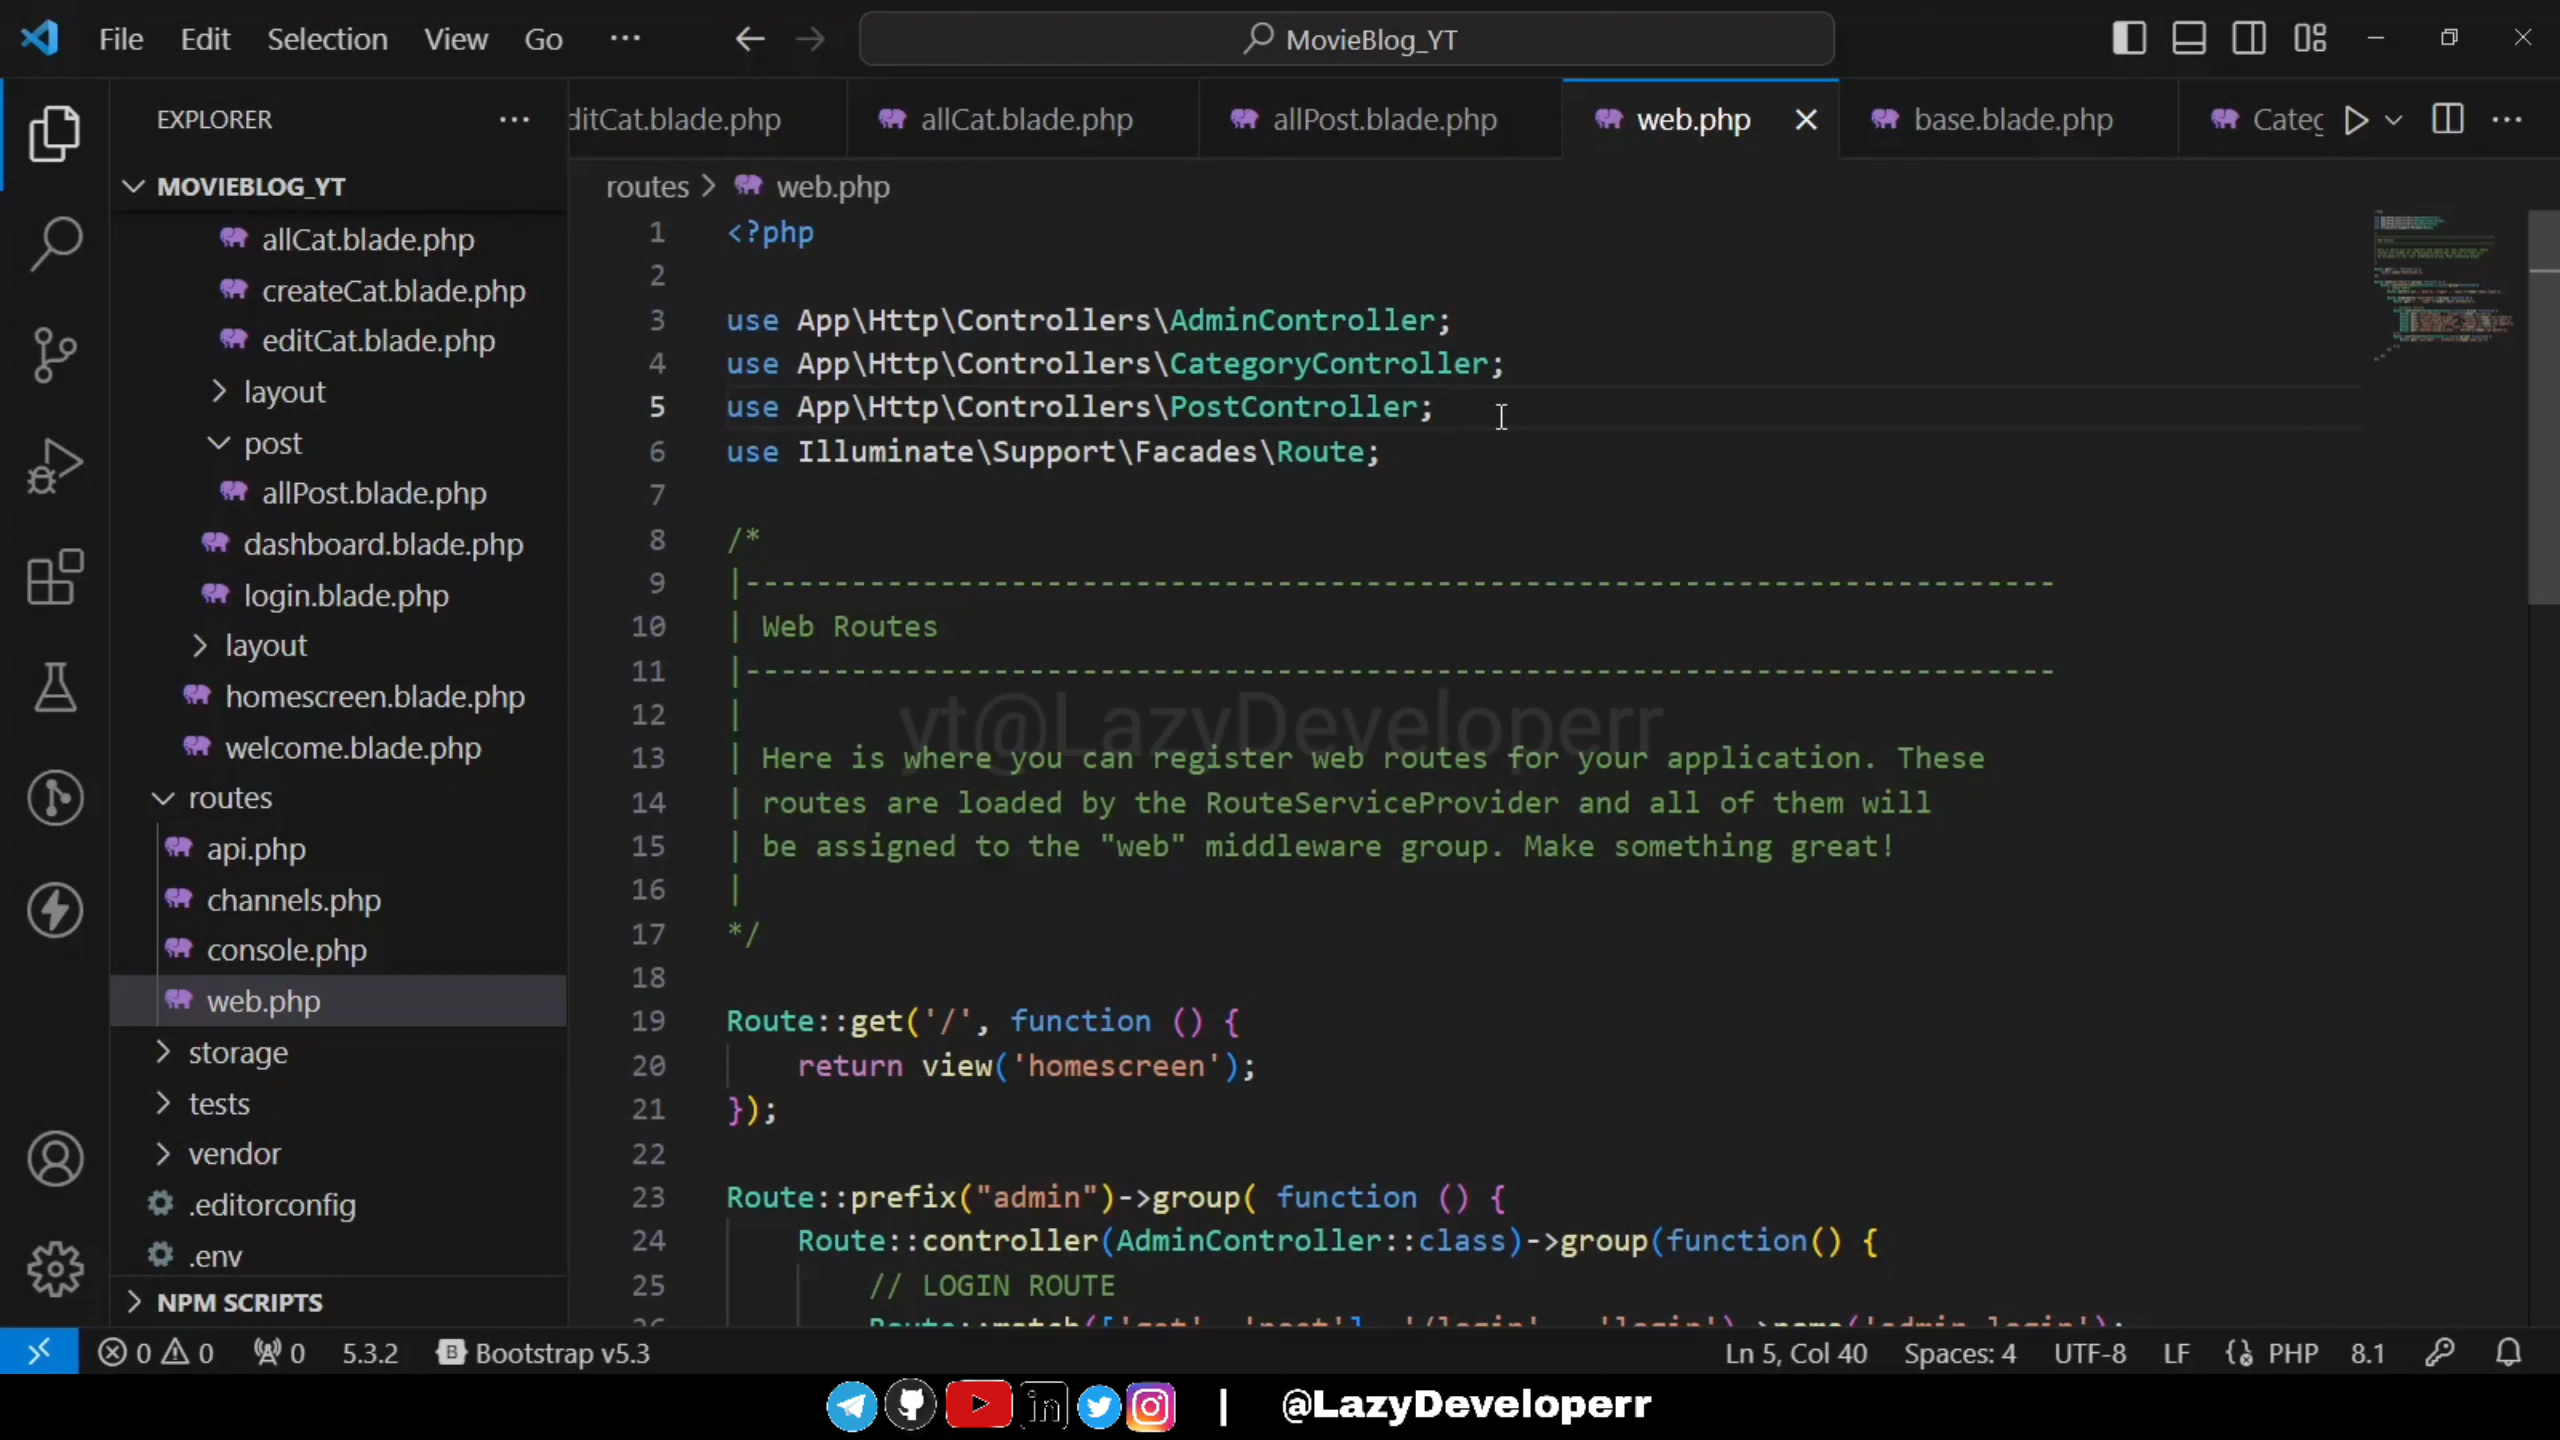 File Edit Selection View Go ... MovieBlog_YT
EXPLORER ...
MOVIEBLOG_YT
allCat.blade.php
createCat.blade.php
editCat.blade.php
layout
post
allPost.blade.php
dashboard.blade.php
login.blade.php
layout
homescreen.blade.php
welcome.blade.php
routes
api.php
channels.php
console.php
web.php
storage
tests
vendor
.editorconfig
.env
NPM SCRIPTS
ditCat.blade.php allCat.blade.php allPost.blade.php web.php base.blade.php Categ
routes > web.php
1 <?php
2
3 use App\Http\Controllers\AdminController;
4 use App\Http\Controllers\CategoryController;
5 use App\Http\Controllers\PostController;
6 use Illuminate\Support\Facades\Route;
7
8 /*
9 |--------------------------------------------------------------------------
10 | Web Routes
11 |--------------------------------------------------------------------------
12 |
yt@LazyDeveloperr
13 | Here is where you can register web routes for your application. These
14 | routes are loaded by the RouteServiceProvider and all of them will
15 | be assigned to the "web" middleware group. Make something great!
16 |
17 */
18
19 Route::get('/', function () {
20 return view('homescreen');
21 });
22
23 Route::prefix("admin")->group( function () {
24 Route::controller(AdminController::class)->group(function() {
25 // LOGIN ROUTE
0 0 0 5.3.2 Bootstrap v5.3 Ln 5, Col 40 Spaces: 4 UTF-8 LF PHP 8.1
| @LazyDeveloperr